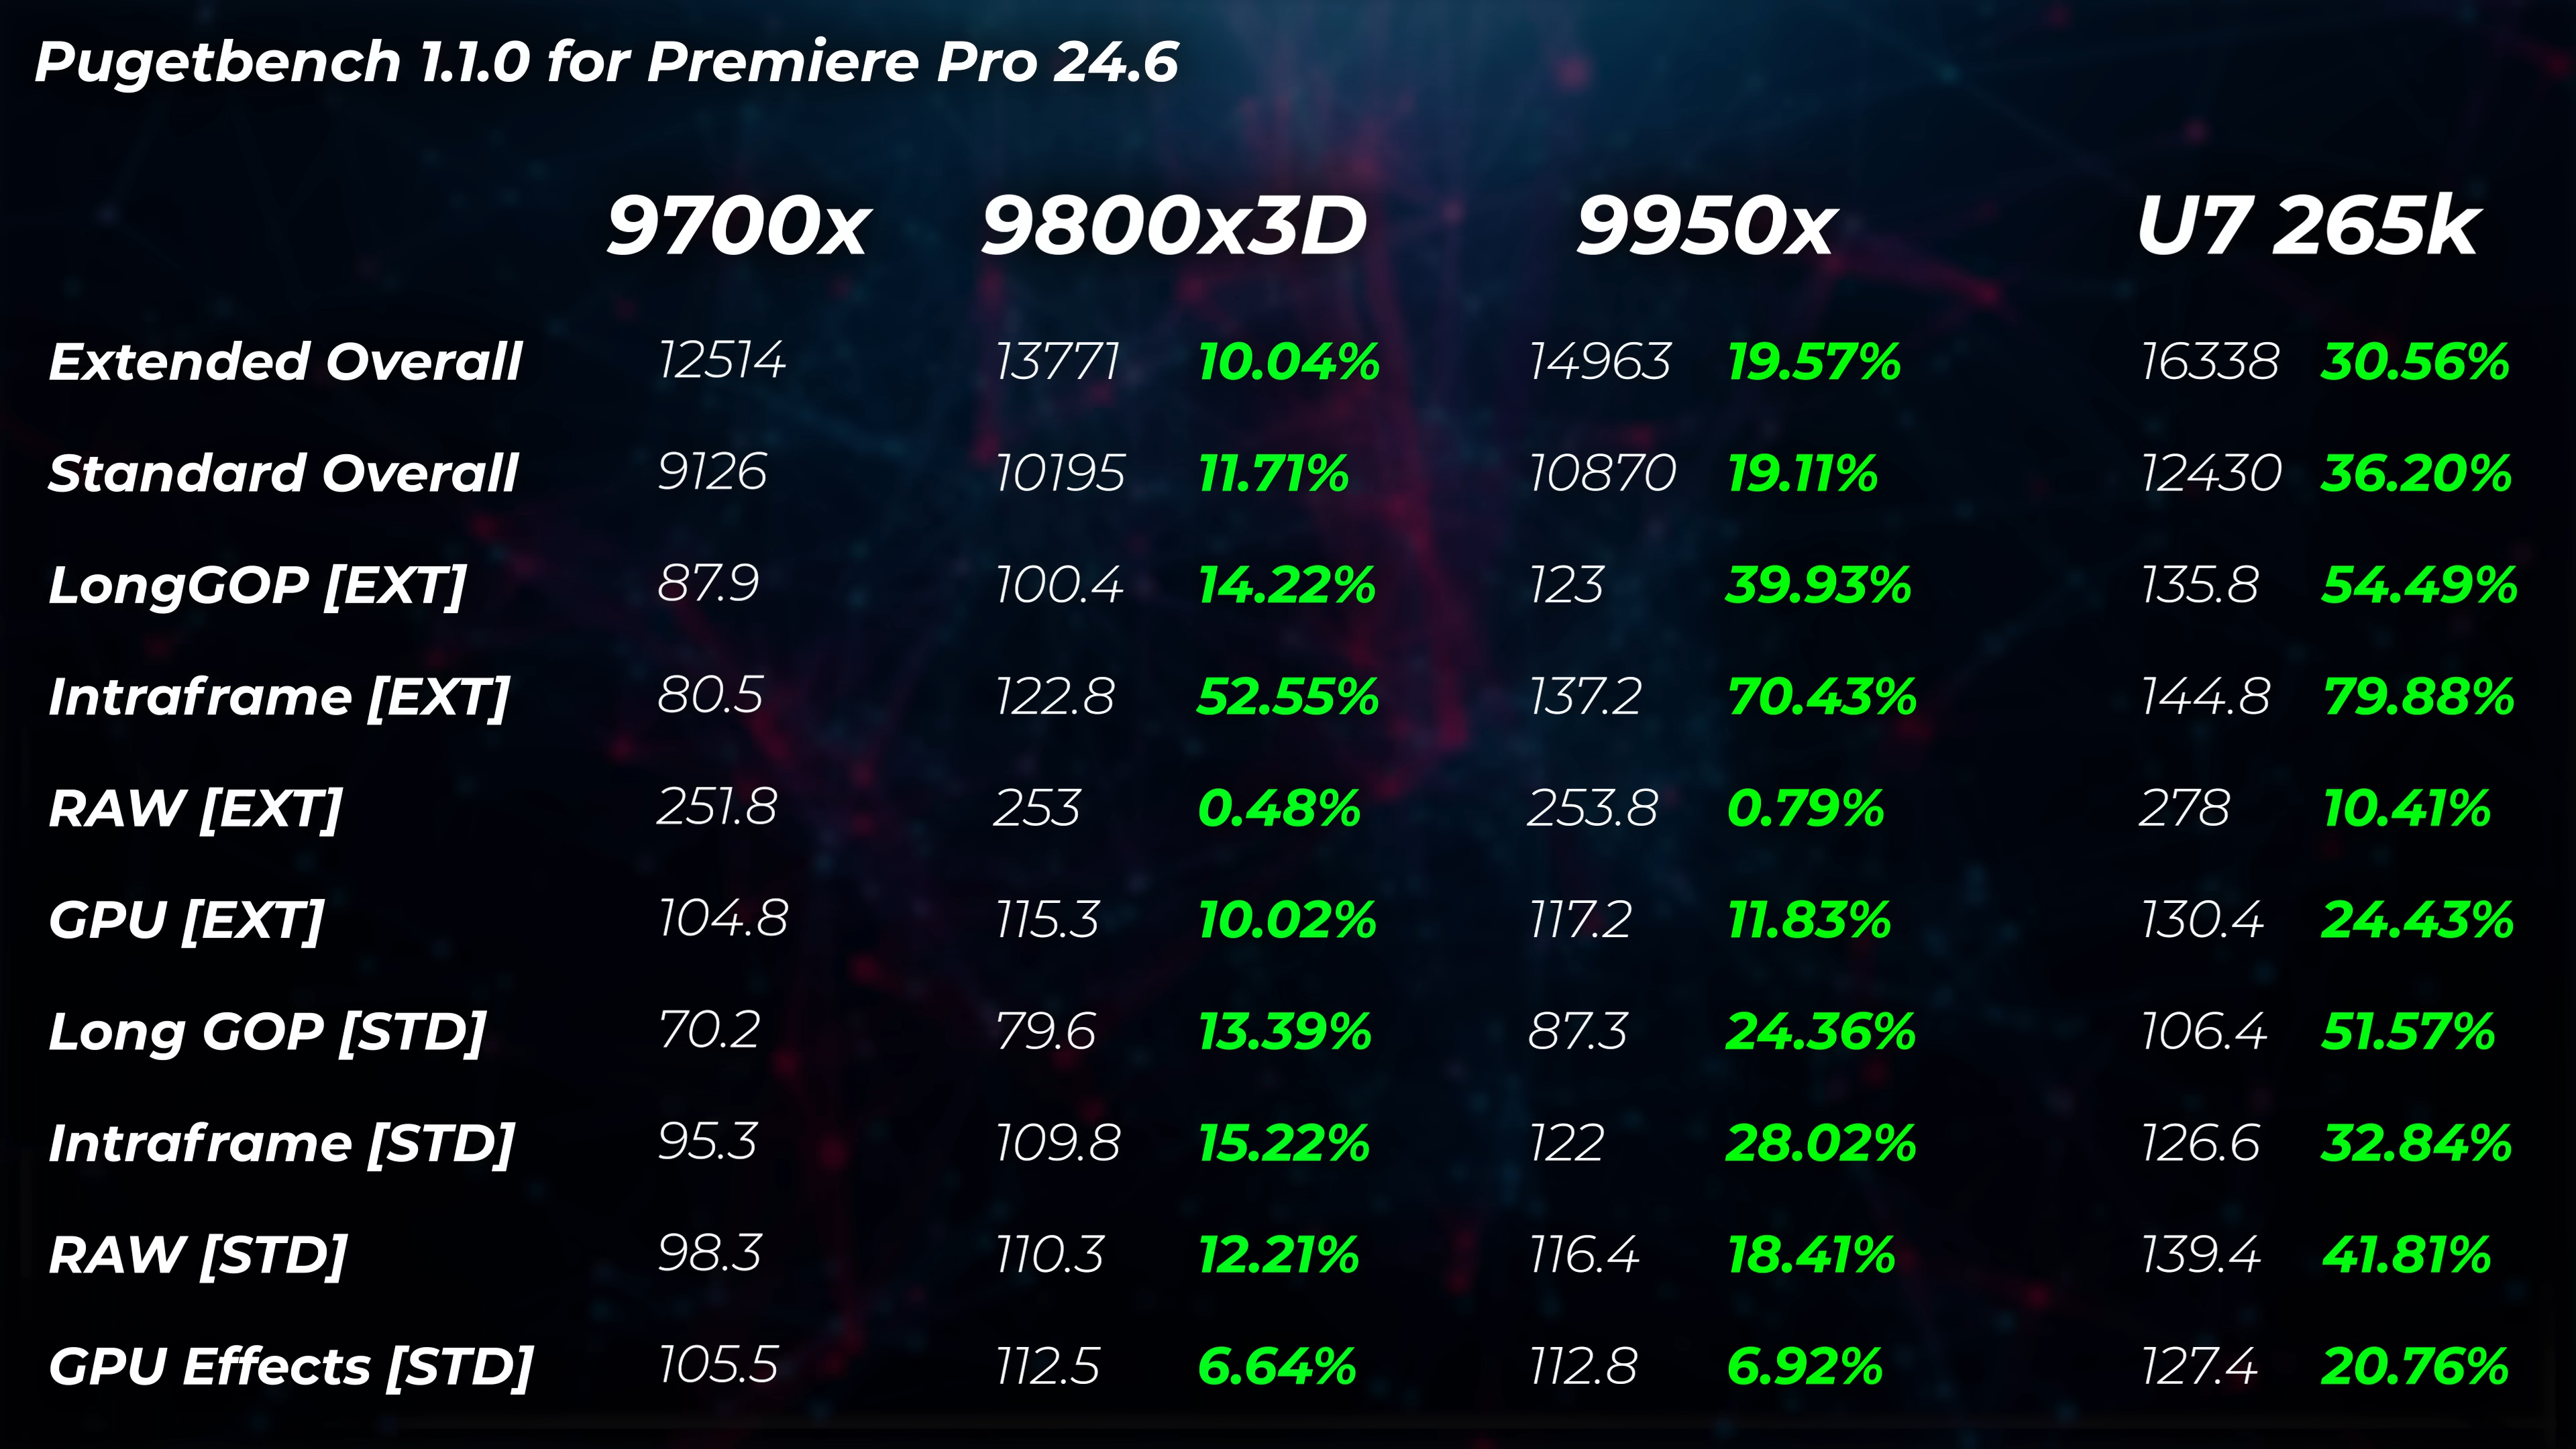 Pugetbench 1.1.0 for Premiere Pro 24.6
9700x 9800x3D 9950x U7 265k
Extended Overall 12514 13771 10.04% 14963 19.57% 16338 30.56%
Standard Overall 9126 10195 11.71% 10870 19.11% 12430 36.20%
LongGOP [EXT] 87.9 100.4 14.22% 123 39.93% 135.8 54.49%
Intraframe [EXT] 80.5 122.8 52.55% 137.2 70.43% 144.8 79.88%
RAW [EXT] 251.8 253 0.48% 253.8 0.79% 278 10.41%
GPU [EXT] 104.8 115.3 10.02% 117.2 11.83% 130.4 24.43%
Long GOP [STD] 70.2 79.6 13.39% 87.3 24.36% 106.4 51.57%
Intraframe [STD] 95.3 109.8 15.22% 122 28.02% 126.6 32.84%
RAW [STD] 98.3 110.3 12.21% 116.4 18.41% 139.4 41.81%
GPU Effects [STD] 105.5 112.5 6.64% 112.8 6.92% 127.4 20.76%